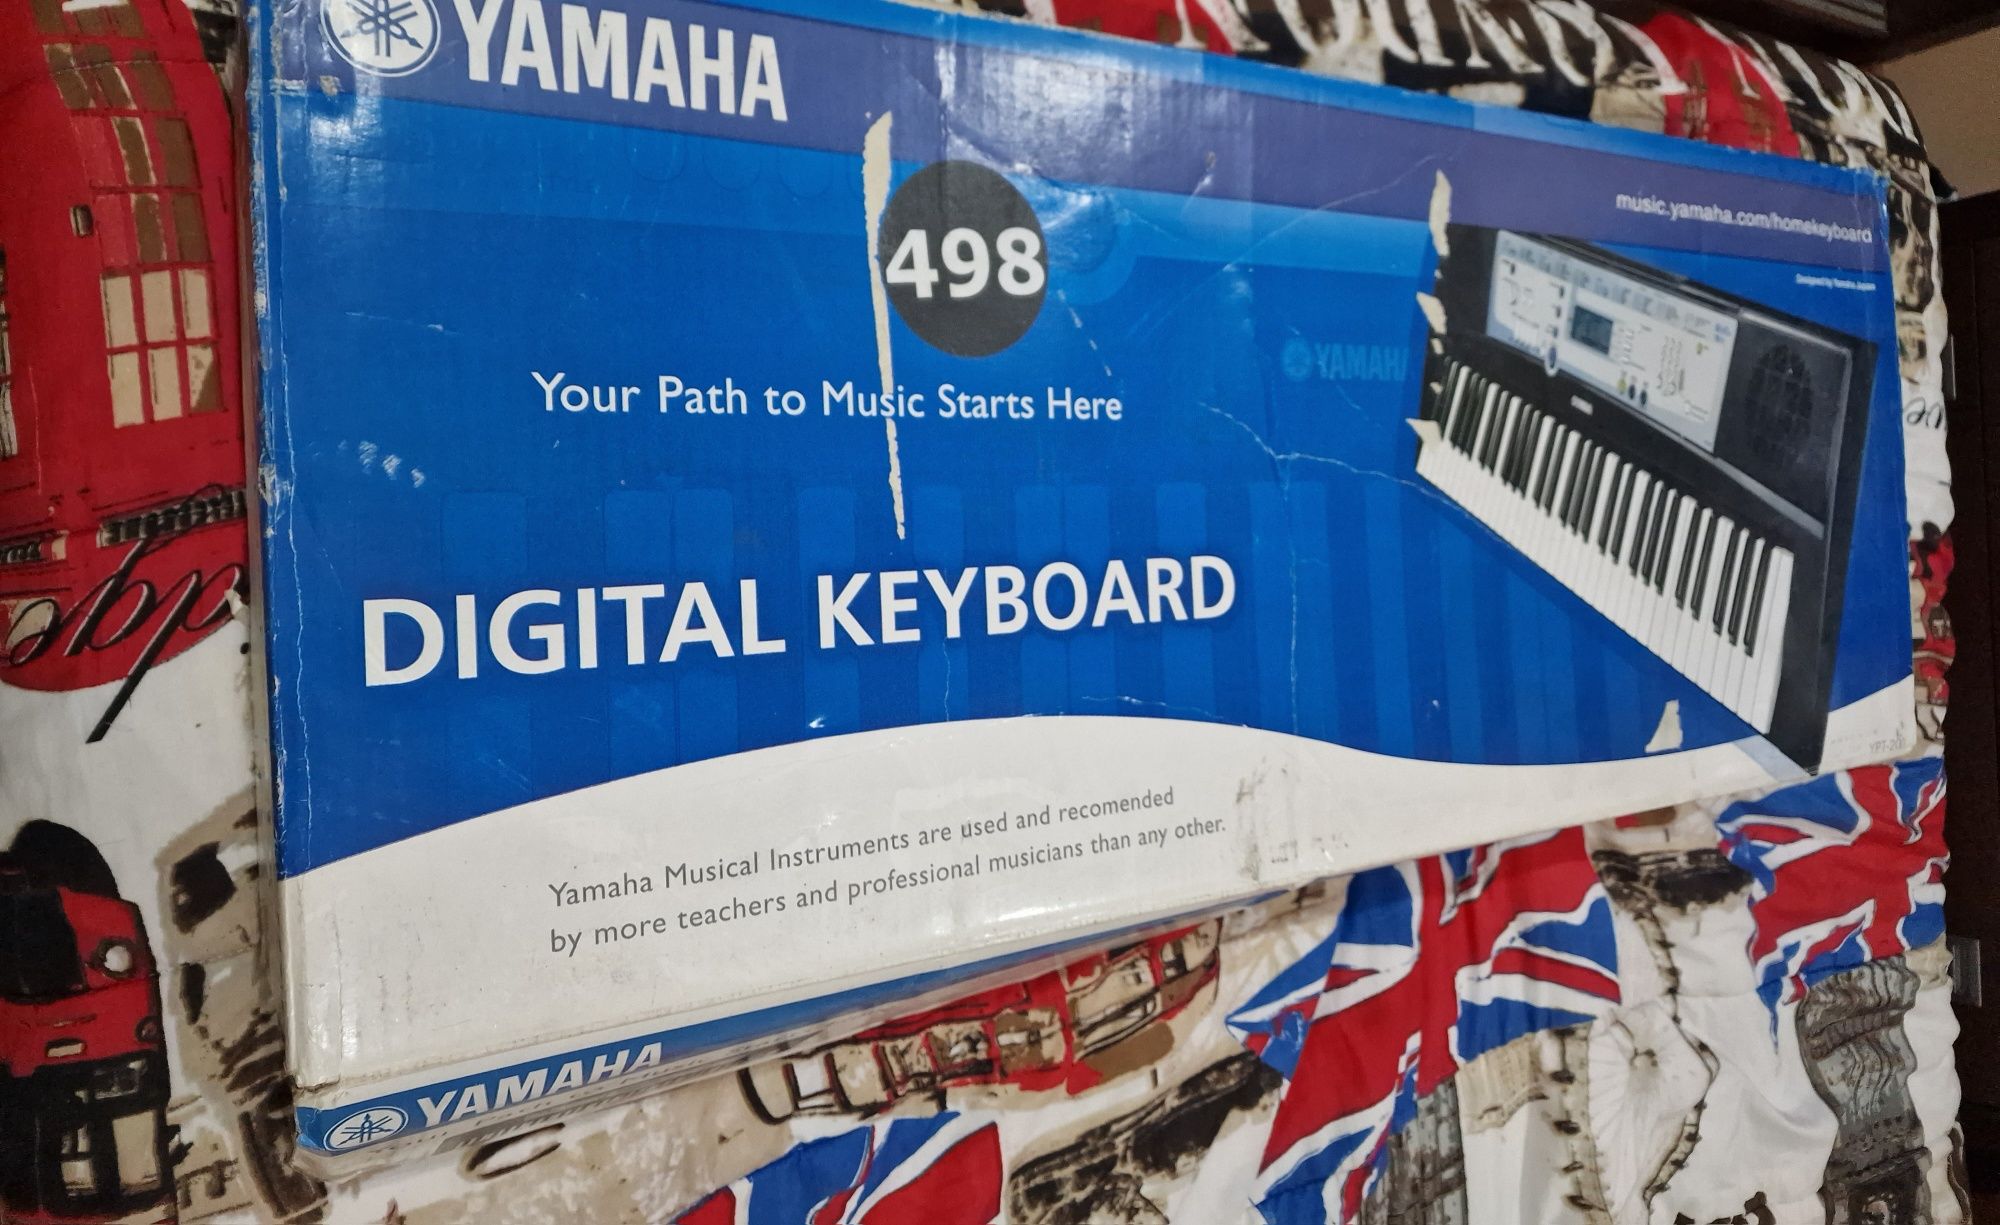 YAMAHA
music.yamaha.com/homekeyboard
498
Your Path to Music Starts Here
YAMAHA
DIGITAL KEYBOARD
Yamaha Musical Instruments are used and recomended
by more teachers and professional musicians than any other.
YAMAHA